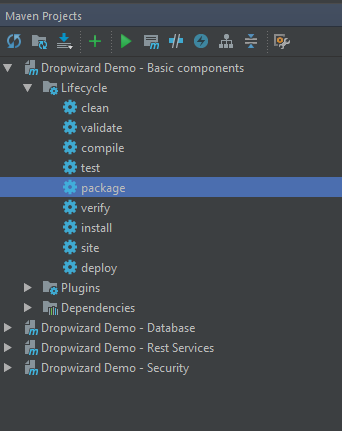 Maven Projects
Dropwizard Demo - Basic components
Lifecycle
clean
validate
compile
test
package
verify
install
site
deploy
Plugins
Dependencies
Dropwizard Demo - Database
Dropwizard Demo - Rest Services
Dropwizard Demo - Security